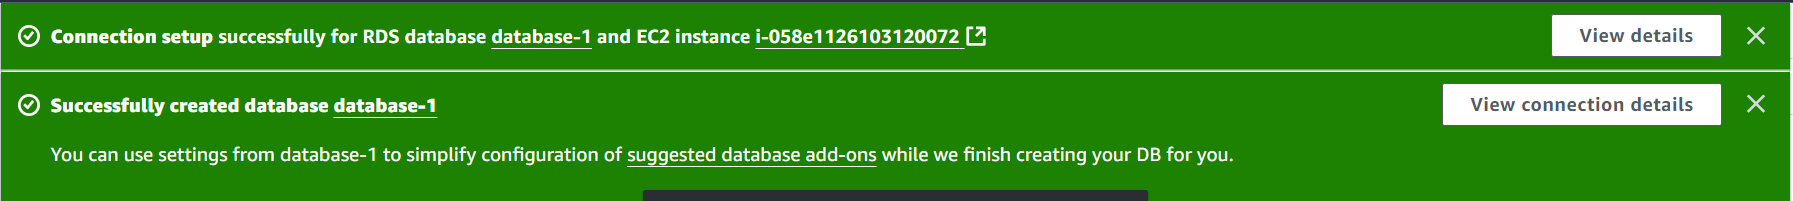 Connection setup successfully for RDS database database-1 and EC2 instance i-058e1126103120072
View details
Successfully created database database-1
View connection details
You can use settings from database-1 to simplify configuration of suggested database add-ons while we finish creating your DB for you.